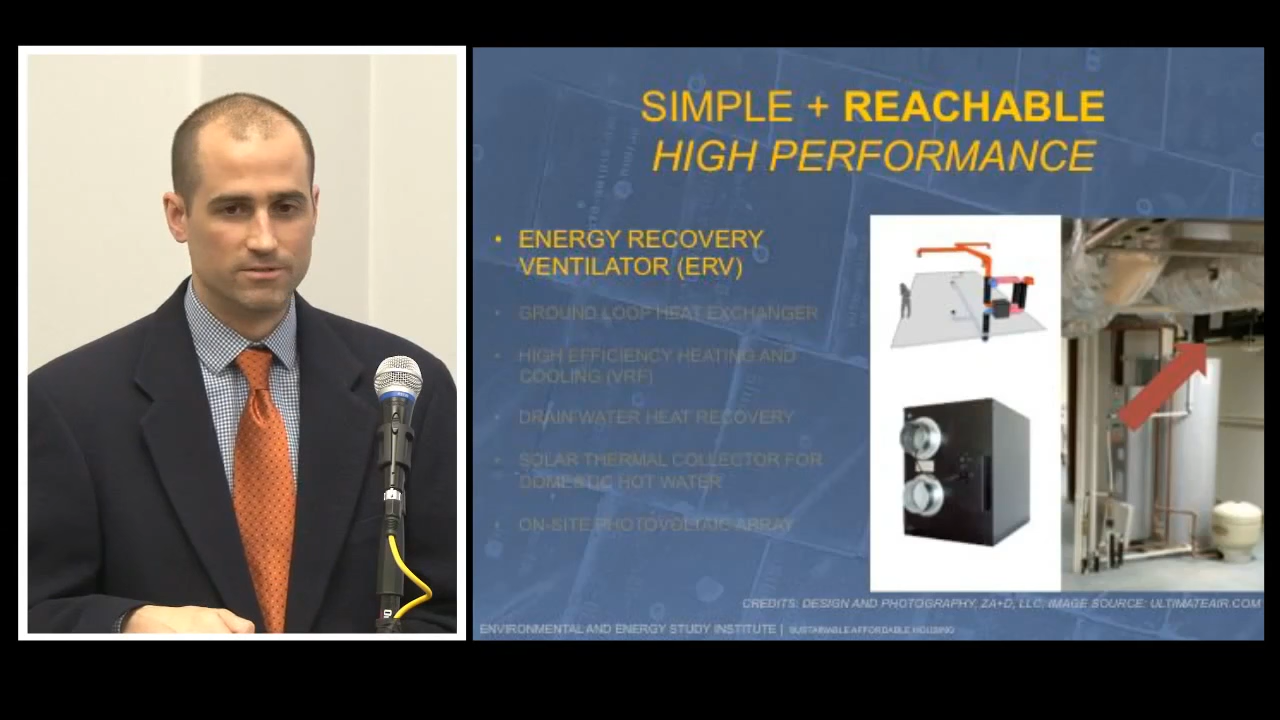 SIMPLE + REACHABLE
HIGH PERFORMANCE
• ENERGY RECOVERY
VENTILATOR (ERV)
• GROUND LOOP HEAT EXCHANGER
• HIGH EFFICIENCY HEATING AND
COOLING (VRF)
• DRAIN WATER HEAT RECOVERY
• SOLAR THERMAL COLLECTOR FOR
DOMESTIC HOT WATER
• ON-SITE PHOTOVOLTAIC ARRAY
CREDITS: DESIGN AND PHOTOGRAPHY, ZA+D, LLC. IMAGE SOURCE: ULTIMATEAIR.COM
ENVIRONMENTAL AND ENERGY STUDY INSTITUTE | SUSTAINABLE AFFORDABLE HOUSING